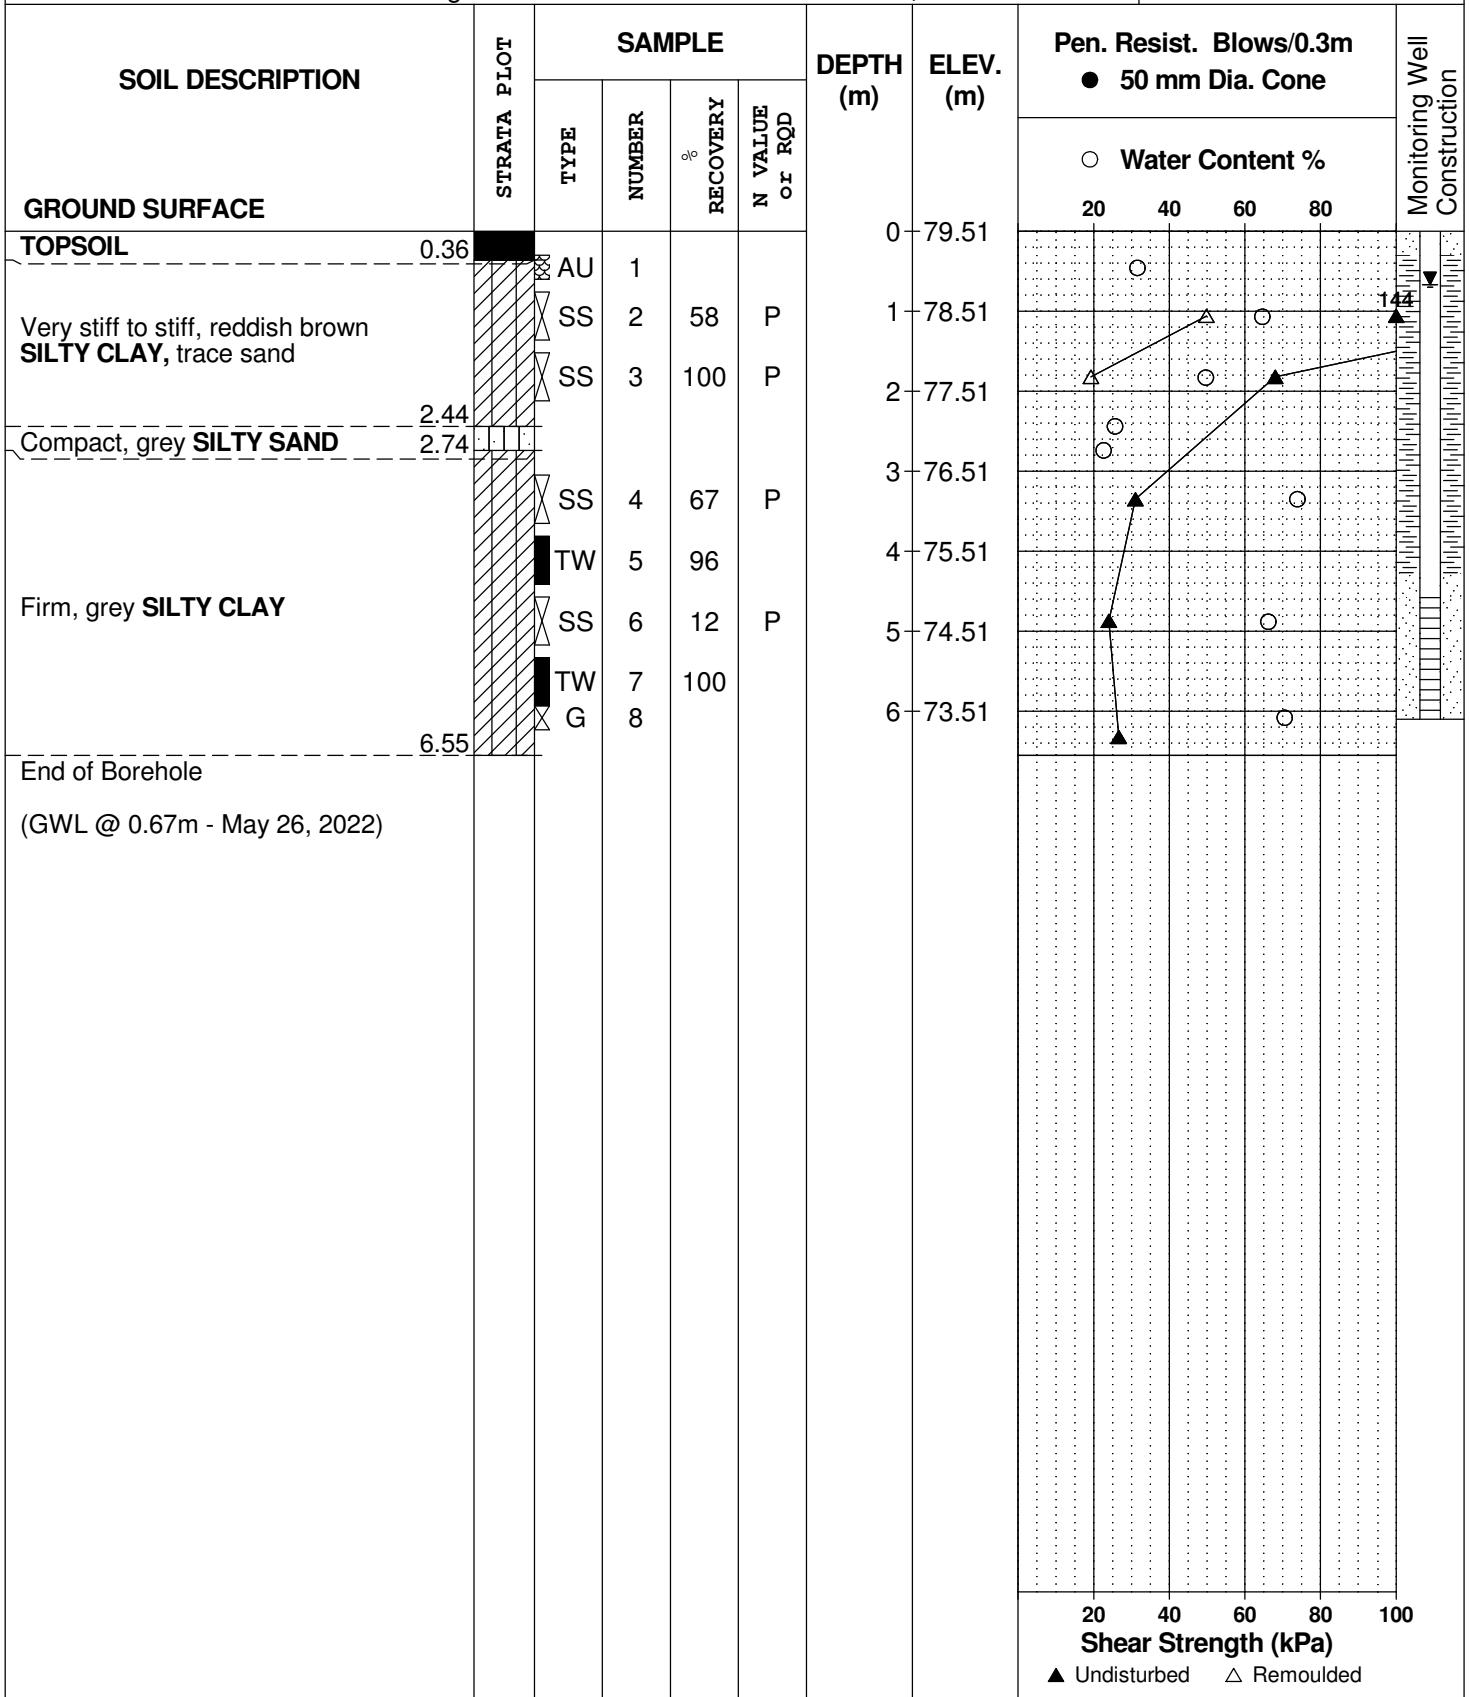 SOIL DESCRIPTION
GROUND SURFACE
STRATA PLOT
SAMPLE
TYPE
NUMBER
% RECOVERY
N VALUE
or RQD
DEPTH
(m)
ELEV.
(m)
Pen. Resist. Blows/0.3m
● 50 mm Dia. Cone
○ Water Content %
20 40 60 80
Monitoring Well
Construction
TOPSOIL 0.36
Very stiff to stiff, reddish brown
SILTY CLAY, trace sand
2.44
Compact, grey SILTY SAND 2.74
Firm, grey SILTY CLAY
6.55
End of Borehole
(GWL @ 0.67m - May 26, 2022)
AU 1
SS 2 58 P
SS 3 100 P
SS 4 67 P
TW 5 96
SS 6 12 P
TW 7 100
G 8
0 79.51
1 78.51
2 77.51
3 76.51
4 75.51
5 74.51
6 73.51
144
20 40 60 80 100
Shear Strength (kPa)
▲ Undisturbed △ Remoulded